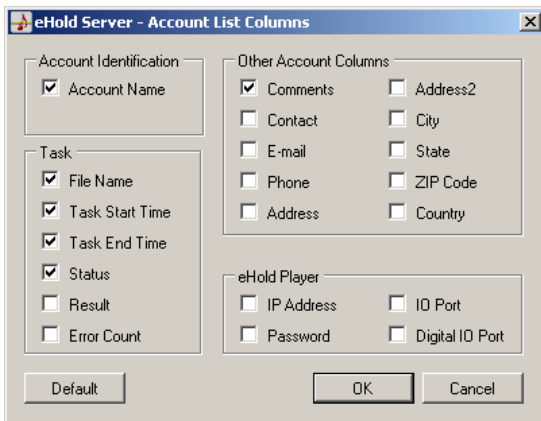 eHold Server - Account List Columns
Account Identification
Account Name
Task
File Name
Task Start Time
Task End Time
Status
Result
Error Count
Other Account Columns
Comments
Address2
Contact
City
E-mail
State
Phone
ZIP Code
Address
Country
eHold Player
IP Address
IO Port
Password
Digital IO Port
Default
OK
Cancel